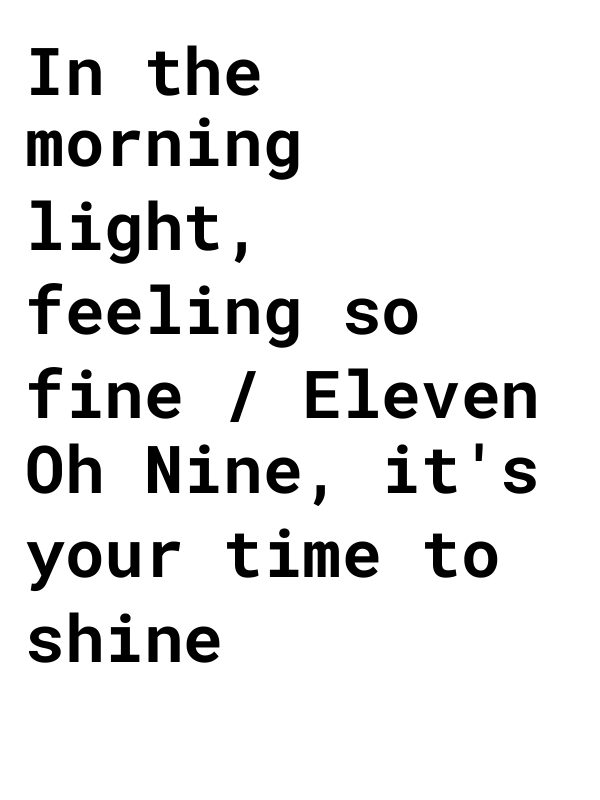 In the
morning
light,
feeling so
fine / Eleven
Oh Nine, it's
your time to
shine